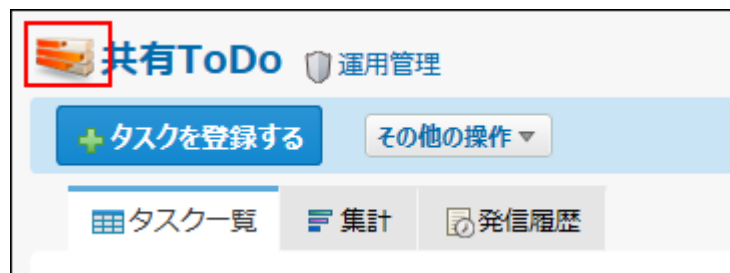 共有ToDo 運用管理
タスクを登録する その他の操作
タスク一覧 集計 発信履歴